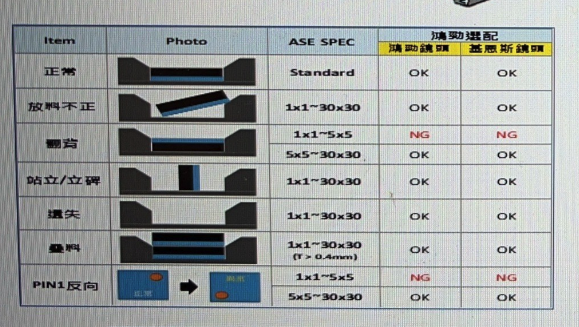 Item Photo ASE SPEC 鴻勁選配
鴻勁鏡頭 基恩斯鏡頭
正常 Standard OK OK
放料不正 1x1~30x30 OK OK
翻背 1x1~5x5 NG NG
5x5~30x30 OK OK
站立/立碑 1x1~30x30 OK OK
遺失 1x1~30x30 OK OK
疊料 1x1~30x30 OK OK
(T > 0.4mm)
PIN1反向 1x1~5x5 NG NG
正常
5x5~30x30 OK OK